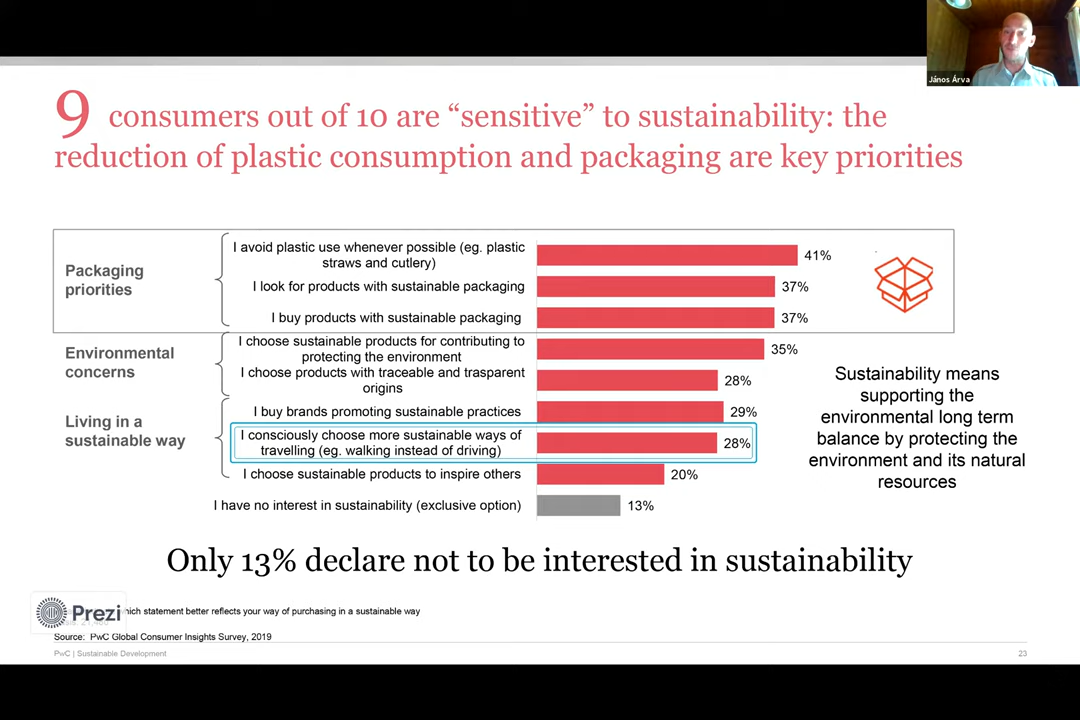 János Árva
9 consumers out of 10 are “sensitive” to sustainability: the
reduction of plastic consumption and packaging are key priorities
Packaging
priorities
I avoid plastic use whenever possible (eg. plastic
straws and cutlery)
41%
I look for products with sustainable packaging
37%
I buy products with sustainable packaging
37%
Environmental
concerns
I choose sustainable products for contributing to
protecting the environment
35%
I choose products with traceable and trasparent
origins
28%
Living in a
sustainable way
I buy brands promoting sustainable practices
29%
I consciously choose more sustainable ways of
travelling (eg. walking instead of driving)
28%
I choose sustainable products to inspire others
20%
I have no interest in sustainability (exclusive option)
13%
Sustainability means
supporting the
environmental long term
balance by protecting the
environment and its natural
resources
Only 13% declare not to be interested in sustainability
Prezi
statement better reflects your way of purchasing in a sustainable way
Source: PwC Global Consumer Insights Survey, 2019
PwC | Sustainable Development
23